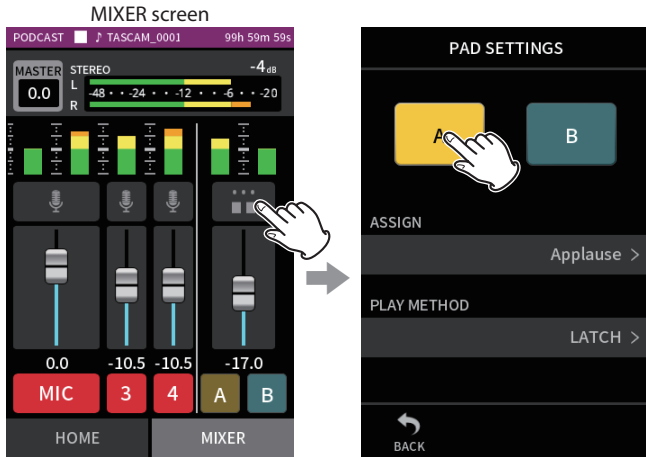 MIXER screen
PODCAST ♪ TASCAM_0001 99h 59m 59s
MASTER
0.0
STEREO -4dB
L
-48 · · -24 · · -12 · · -6 · · -20
R
0.0 -10.5 -10.5 -17.0
MIC 3 4 A B
HOME MIXER
PAD SETTINGS
A B
ASSIGN
Applause >
PLAY METHOD
LATCH >
BACK